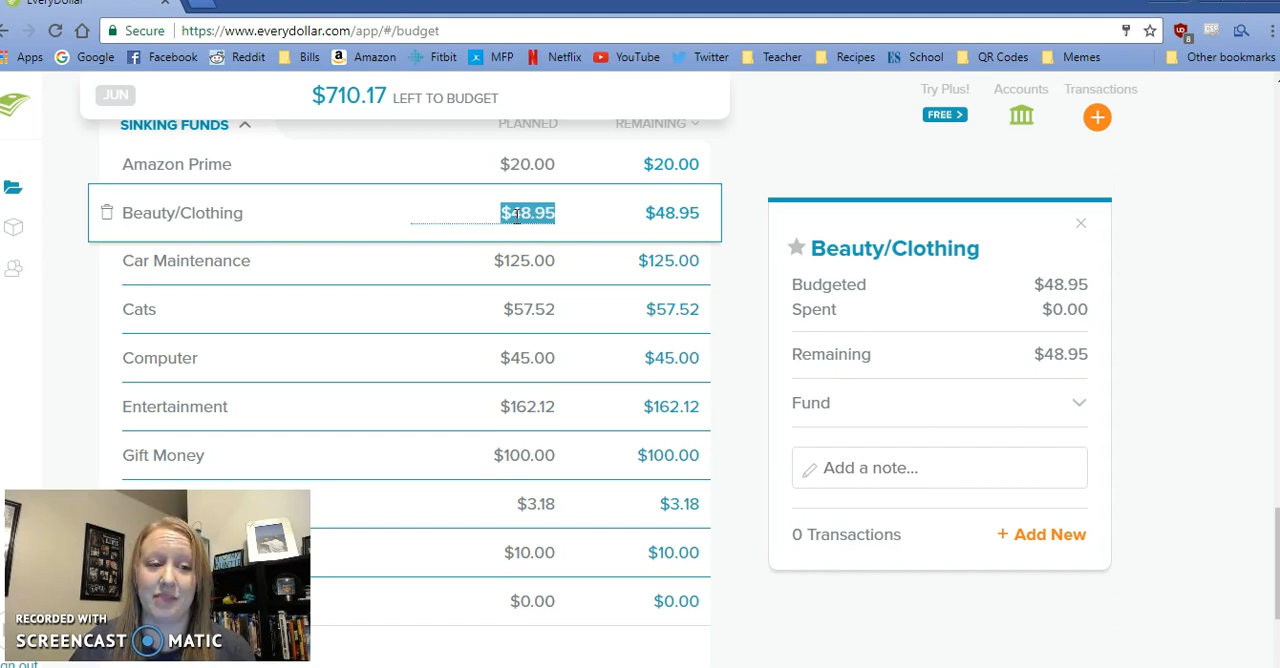 EveryDollar
Secure https://www.everydollar.com/app/#/budget
Apps Google Facebook Reddit Bills Amazon Fitbit MFP Netflix YouTube Twitter Teacher Recipes ES School QR Codes Memes Other bookmarks
JUN $710.17 LEFT TO BUDGET
Try Plus! Accounts Transactions
FREE >
SINKING FUNDS PLANNED REMAINING
Amazon Prime $20.00 $20.00
Beauty/Clothing $48.95 $48.95
Car Maintenance $125.00 $125.00
Cats $57.52 $57.52
Computer $45.00 $45.00
Entertainment $162.12 $162.12
Gift Money $100.00 $100.00
$3.18 $3.18
$10.00 $10.00
$0.00 $0.00
Beauty/Clothing
Budgeted $48.95
Spent $0.00
Remaining $48.95
Fund
Add a note...
0 Transactions + Add New
RECORDED WITH
SCREENCAST MATIC